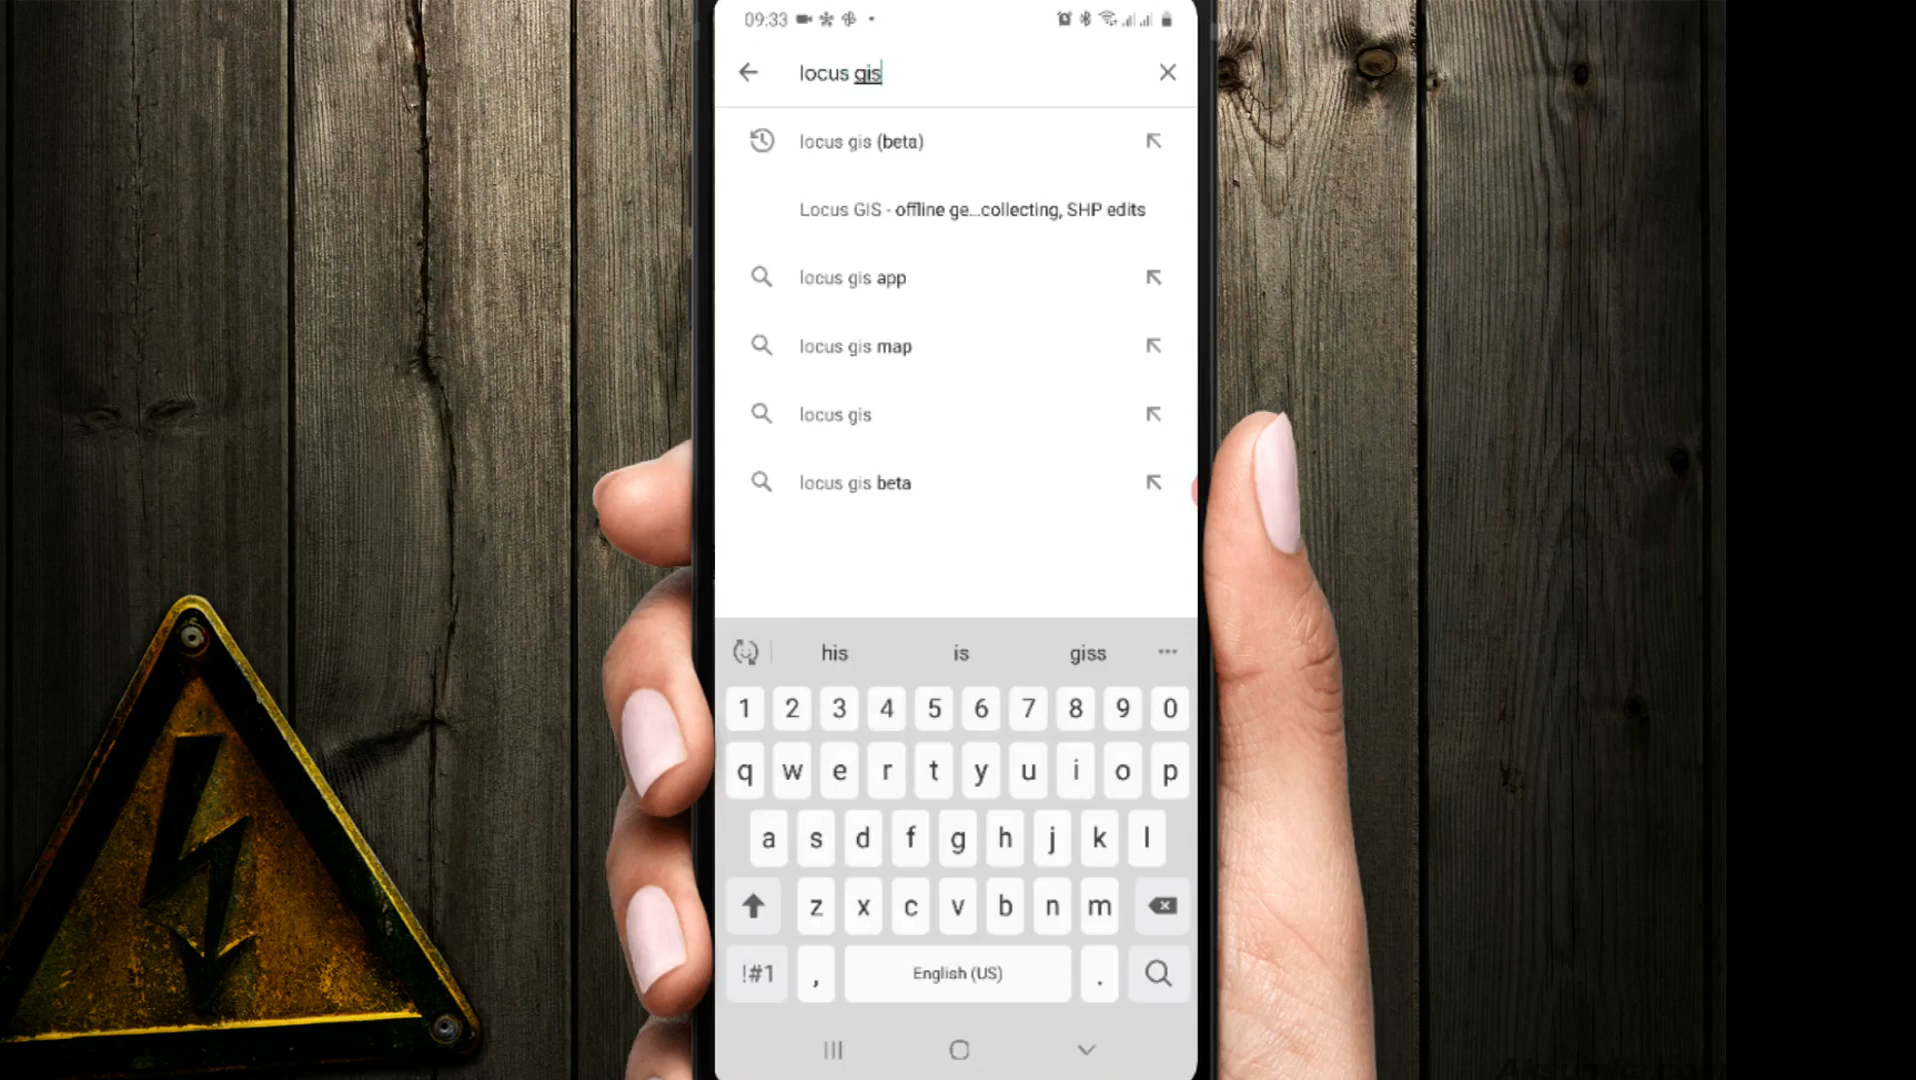 09:33
locus gis
locus gis (beta)
Locus GIS - offline ge...collecting, SHP edits
locus gis app
locus gis map
locus gis
locus gis beta
his is giss ...
1 2 3 4 5 6 7 8 9 0
q w e r t y u i o p
a s d f g h j k l
z x c v b n m
!#1 , English (US) .